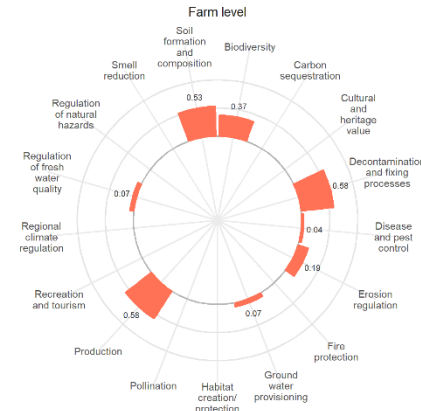 Farm level
Soil
formation
and
composition
Biodiversity
Carbon
sequestration
Cultural
and
heritage
value
Decontamination
and fixing
processes
Disease
and pest
control
Erosion
regulation
Fire
protection
Ground
water
provisioning
Habitat
creation/
protection
Pollination
Production
Recreation
and tourism
Regional
climate
regulation
Regulation
of fresh
water
quality
Regulation
of natural
hazards
Smell
reduction
0.53
0.37
0.58
0.04
0.19
0.07
0.58
0.07